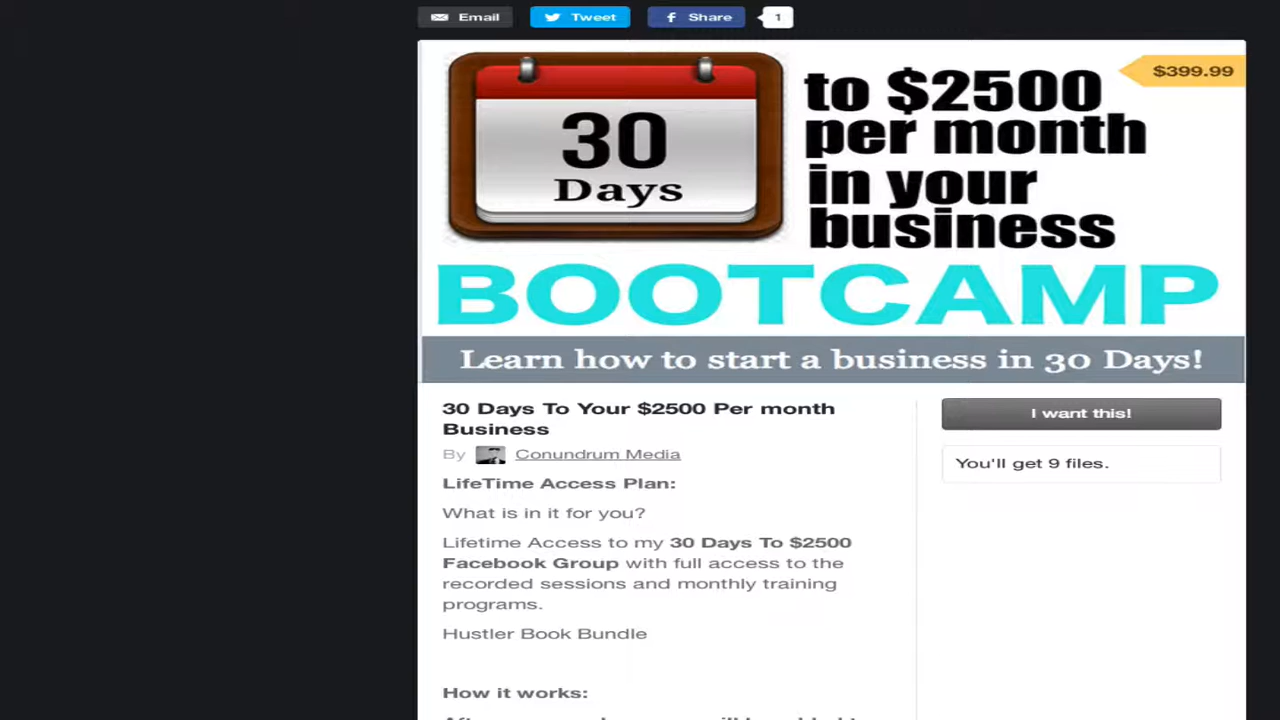 Email
Tweet
Share
1
$399.99
30
Days
to $2500
per month
in your
business
BOOTCAMP
Learn how to start a business in 30 Days!
30 Days To Your $2500 Per month
Business
By Conundrum Media
LifeTime Access Plan:
What is in it for you?
Lifetime Access to my 30 Days To $2500
Facebook Group with full access to the
recorded sessions and monthly training
programs.
Hustler Book Bundle
How it works:
I want this!
You'll get 9 files.